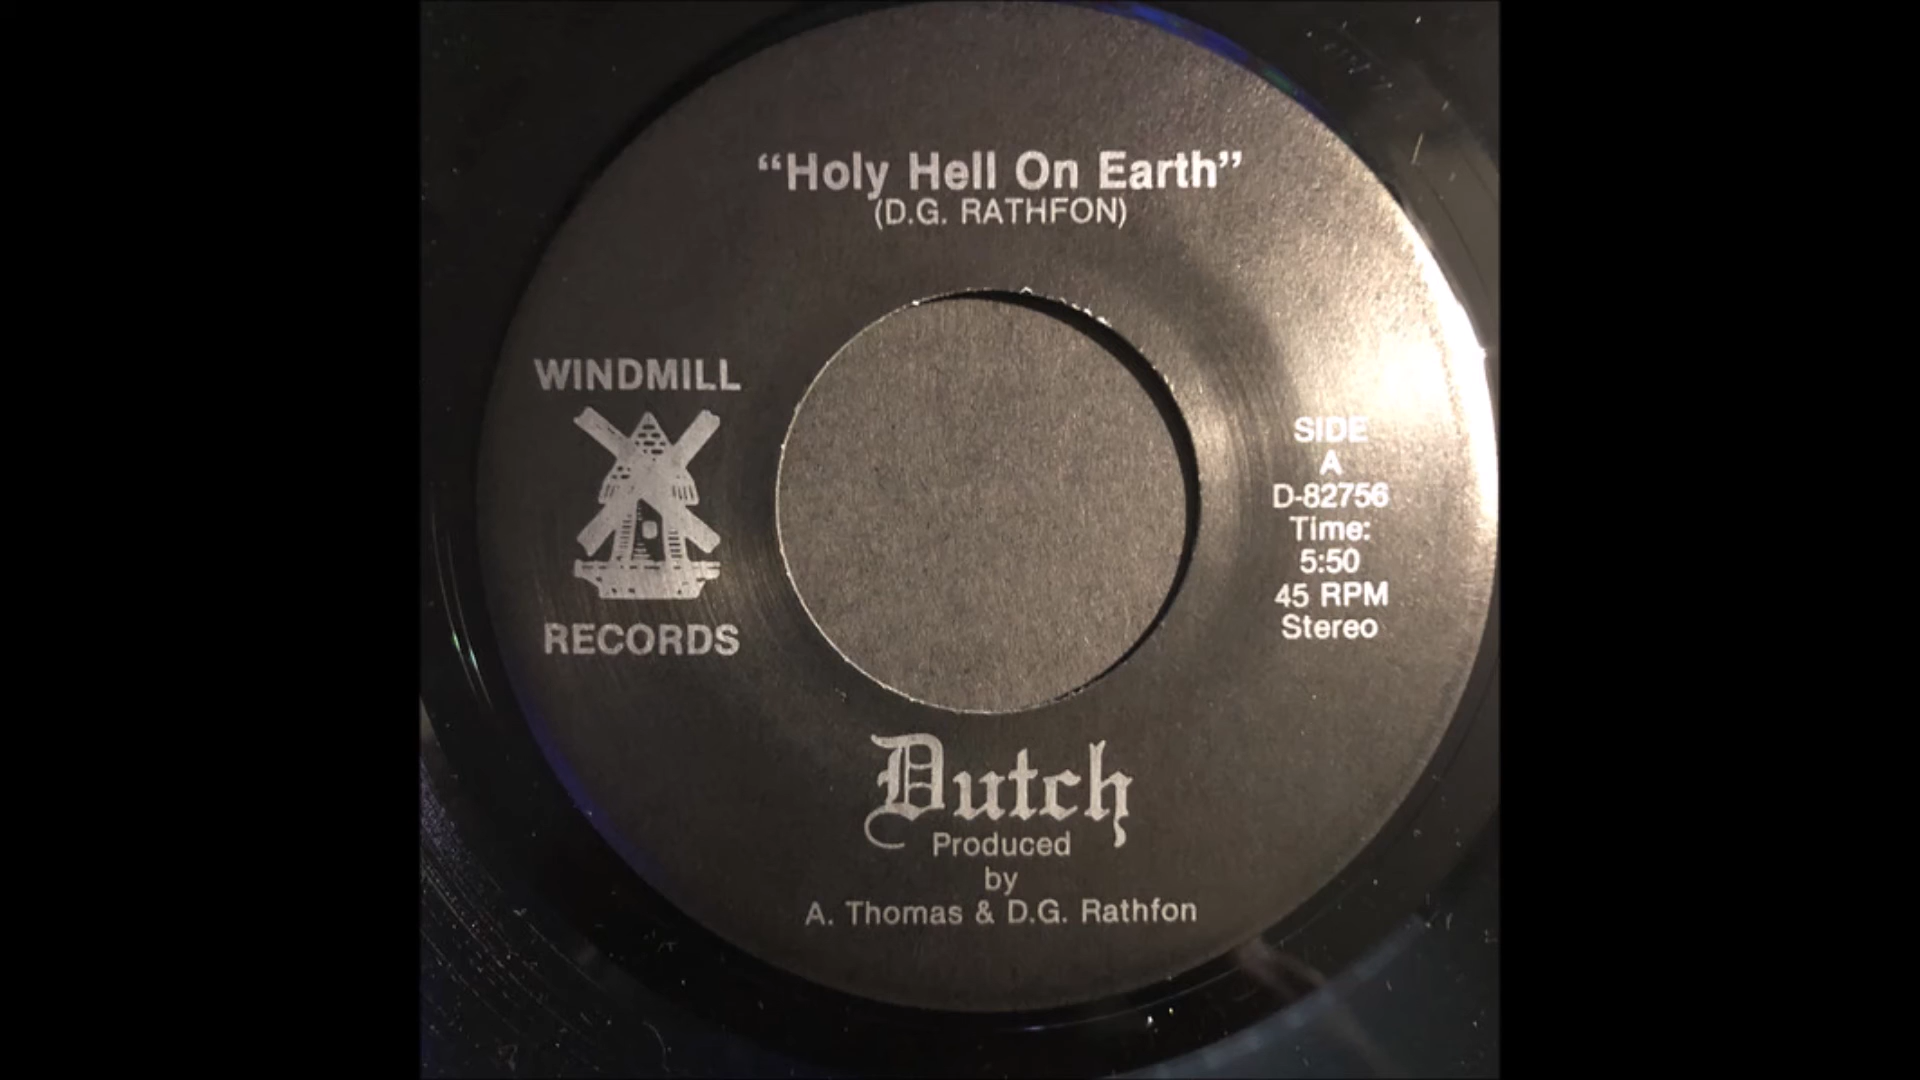 “Holy Hell On Earth”
(D.G. RATHFON)
WINDMILL
RECORDS
SIDE
A
D-82756
Time:
5:50
45 RPM
Stereo
Dutch
Produced
by
A. Thomas & D.G. Rathfon